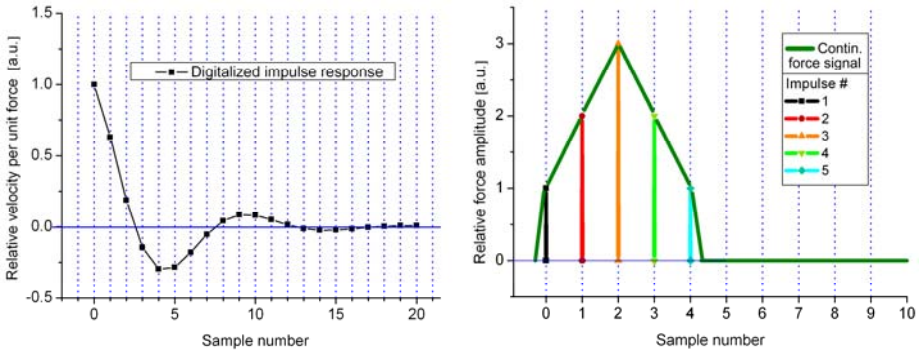 Relative velocity per unit force [a.u.]
1.5
1.0
0.5
0.0
-0.5
Digitalized impulse response
0 5 10 15 20
Sample number
Relative force amplitude [a.u.]
3
2
1
0
Contin.
force signal
Impulse #
1
2
3
4
5
0 1 2 3 4 5 6 7 8 9 10
Sample number